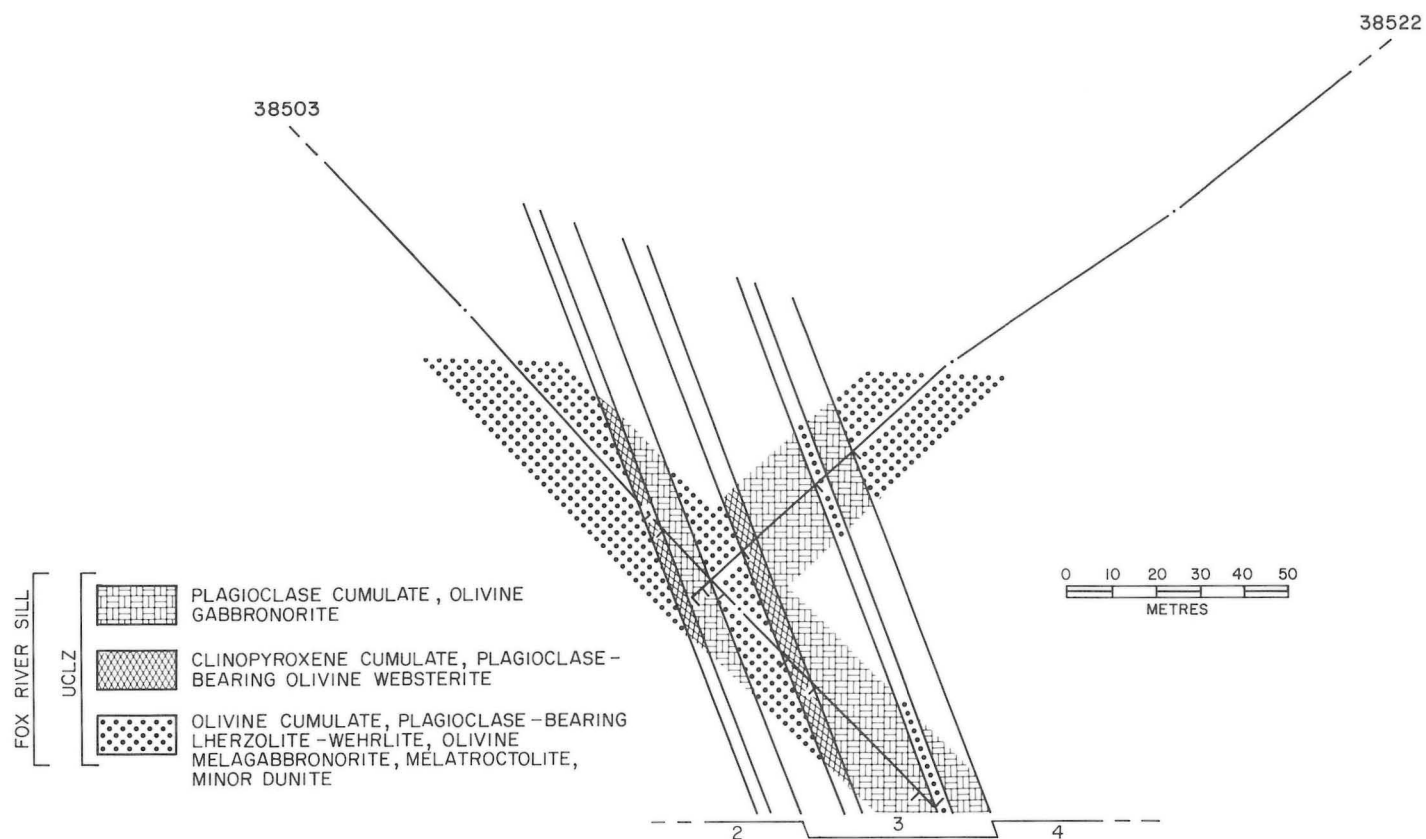 38522
38503
FOX RIVER SILL
UCLZ
PLAGIOCLASE CUMULATE, OLIVINE
GABBRONORITE
CLINOPYROXENE CUMULATE, PLAGIOCLASE-
BEARING OLIVINE WEBSTERITE
OLIVINE CUMULATE, PLAGIOCLASE-BEARING
LHERZOLITE-WEHRLITE, OLIVINE
MELAGABBRONORITE, MELATROCTOLITE,
MINOR DUNITE
0 10 20 30 40 50
METRES
2 3 4